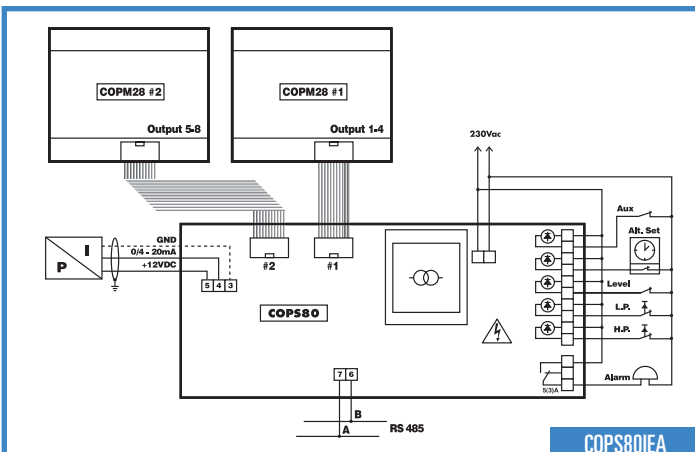 COPM28 #2
COPM28 #1
Output 5-8
Output 1-4
230Vac
Aux
Alt. Set
GND
0/4 - 20mA
+12VDC
I
P
5 4 3
#2
#1
COPS80
Level
L.P.
H.P.
7 6
5(3)A
Alarm
B
A
RS 485
COPS80IEA